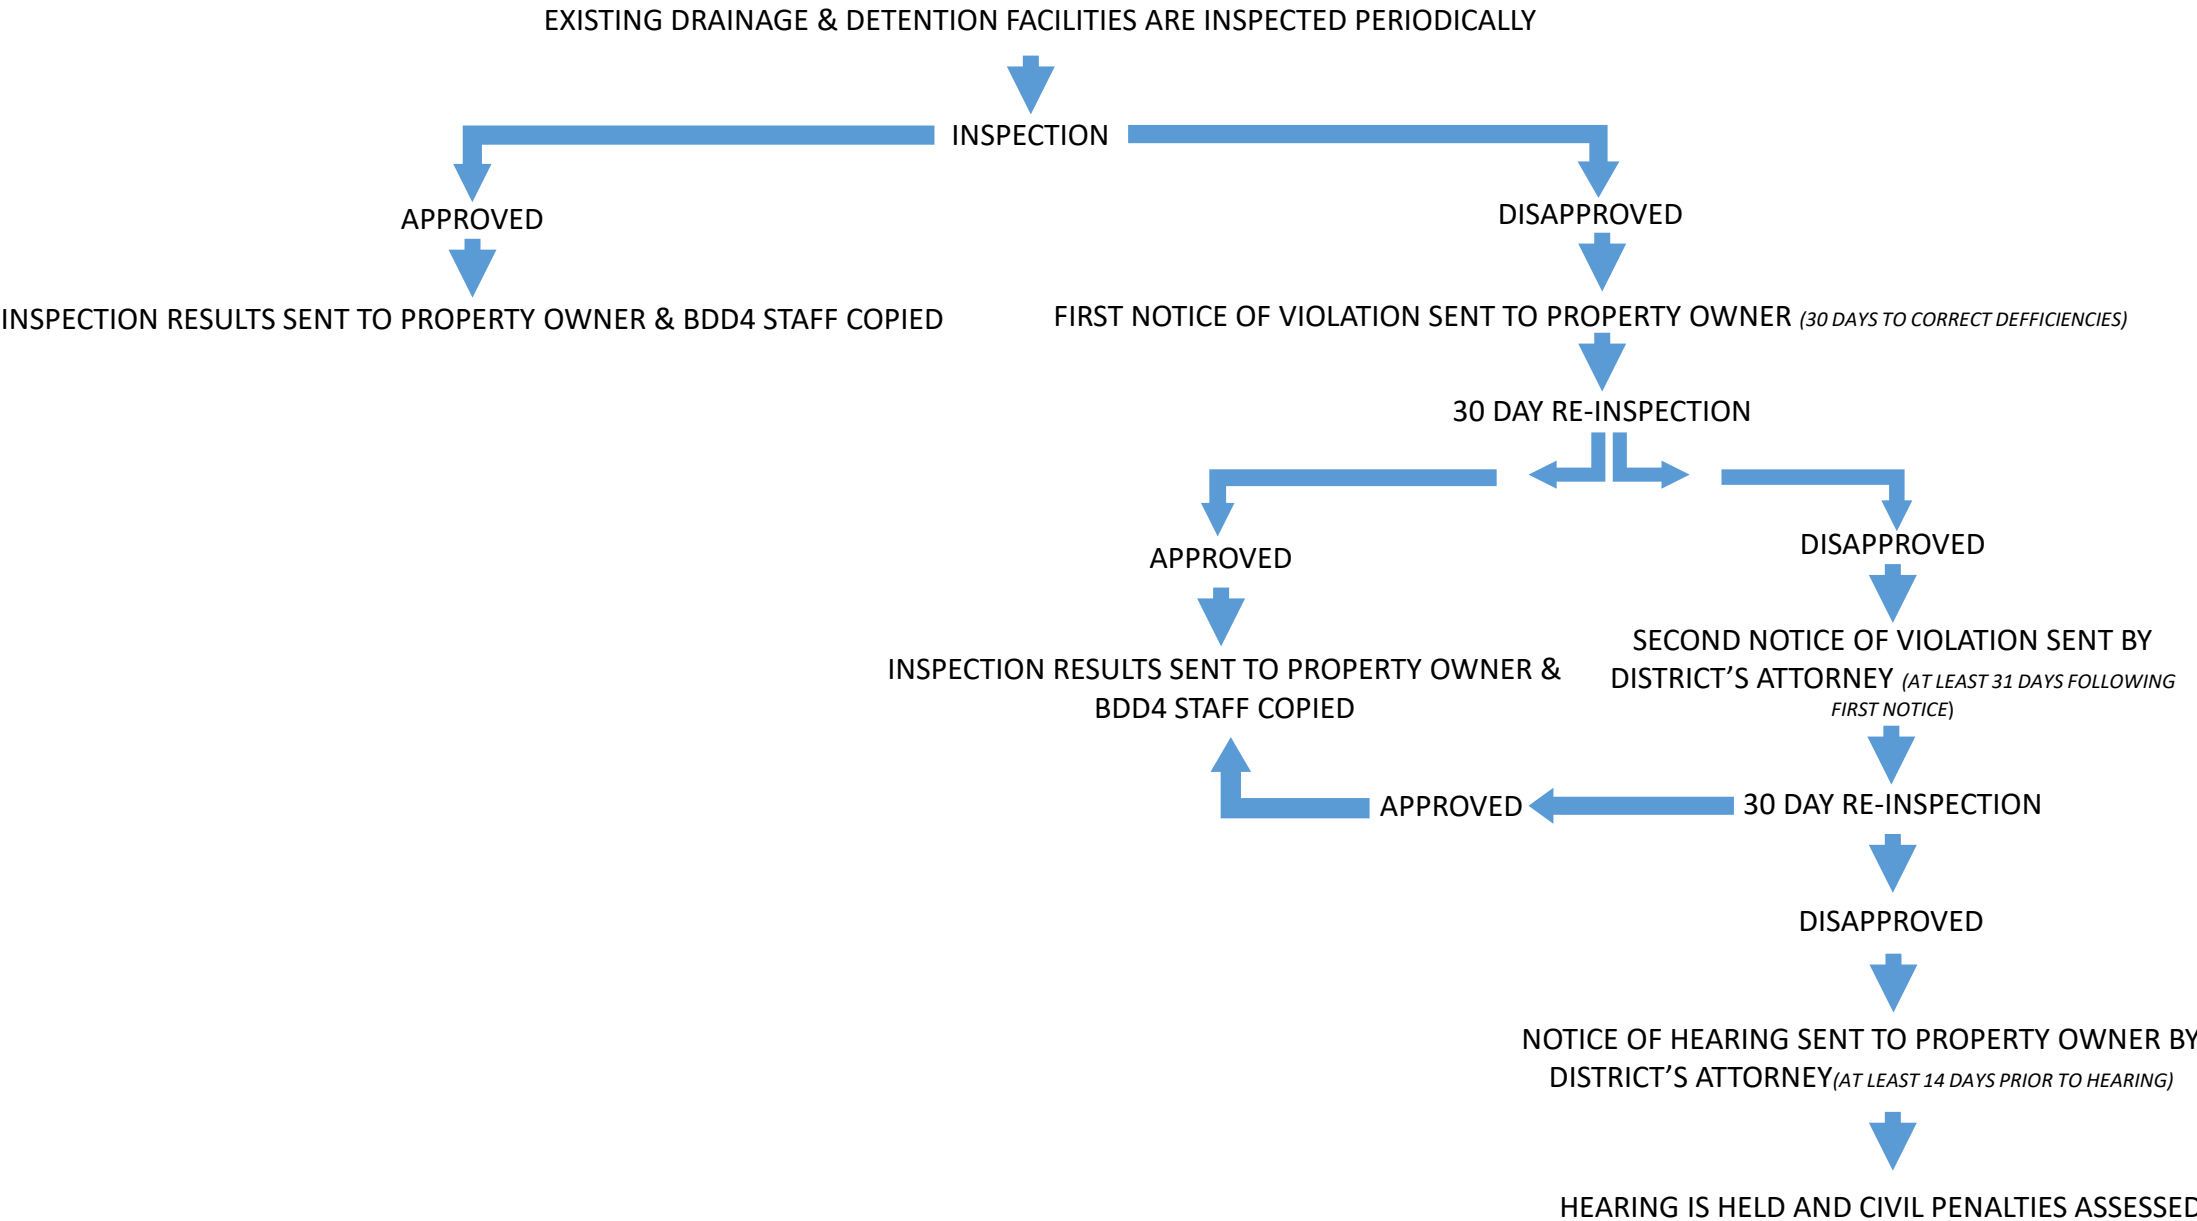 EXISTING DRAINAGE & DETENTION FACILITIES ARE INSPECTED PERIODICALLY
INSPECTION
APPROVED
DISAPPROVED
INSPECTION RESULTS SENT TO PROPERTY OWNER & BDD4 STAFF COPIED
FIRST NOTICE OF VIOLATION SENT TO PROPERTY OWNER (30 DAYS TO CORRECT DEFFICIENCIES)
30 DAY RE-INSPECTION
APPROVED
DISAPPROVED
INSPECTION RESULTS SENT TO PROPERTY OWNER &
BDD4 STAFF COPIED
SECOND NOTICE OF VIOLATION SENT BY
DISTRICT’S ATTORNEY (AT LEAST 31 DAYS FOLLOWING
FIRST NOTICE)
APPROVED
30 DAY RE-INSPECTION
DISAPPROVED
NOTICE OF HEARING SENT TO PROPERTY OWNER BY
DISTRICT’S ATTORNEY(AT LEAST 14 DAYS PRIOR TO HEARING)
HEARING IS HELD AND CIVIL PENALTIES ASSESSED